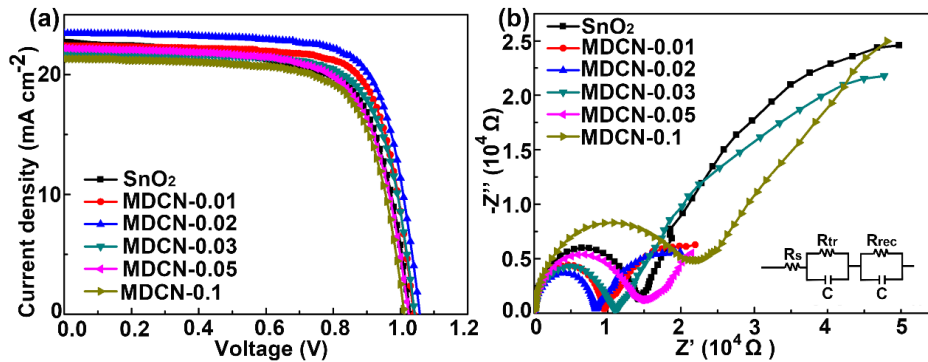 (a)
Current density (mA cm⁻²)
20
10
0
SnO₂
MDCN-0.01
MDCN-0.02
MDCN-0.03
MDCN-0.05
MDCN-0.1
0.0 0.2 0.4 0.6 0.8 1.0 1.2
Voltage (V)
(b)
-Z'' (10⁴ Ω)
2.5
2.0
1.5
1.0
0.5
0.0
SnO₂
MDCN-0.01
MDCN-0.02
MDCN-0.03
MDCN-0.05
MDCN-0.1
Rs Rtr Rrec
C C
0 1 2 3 4 5
Z' (10⁴ Ω)